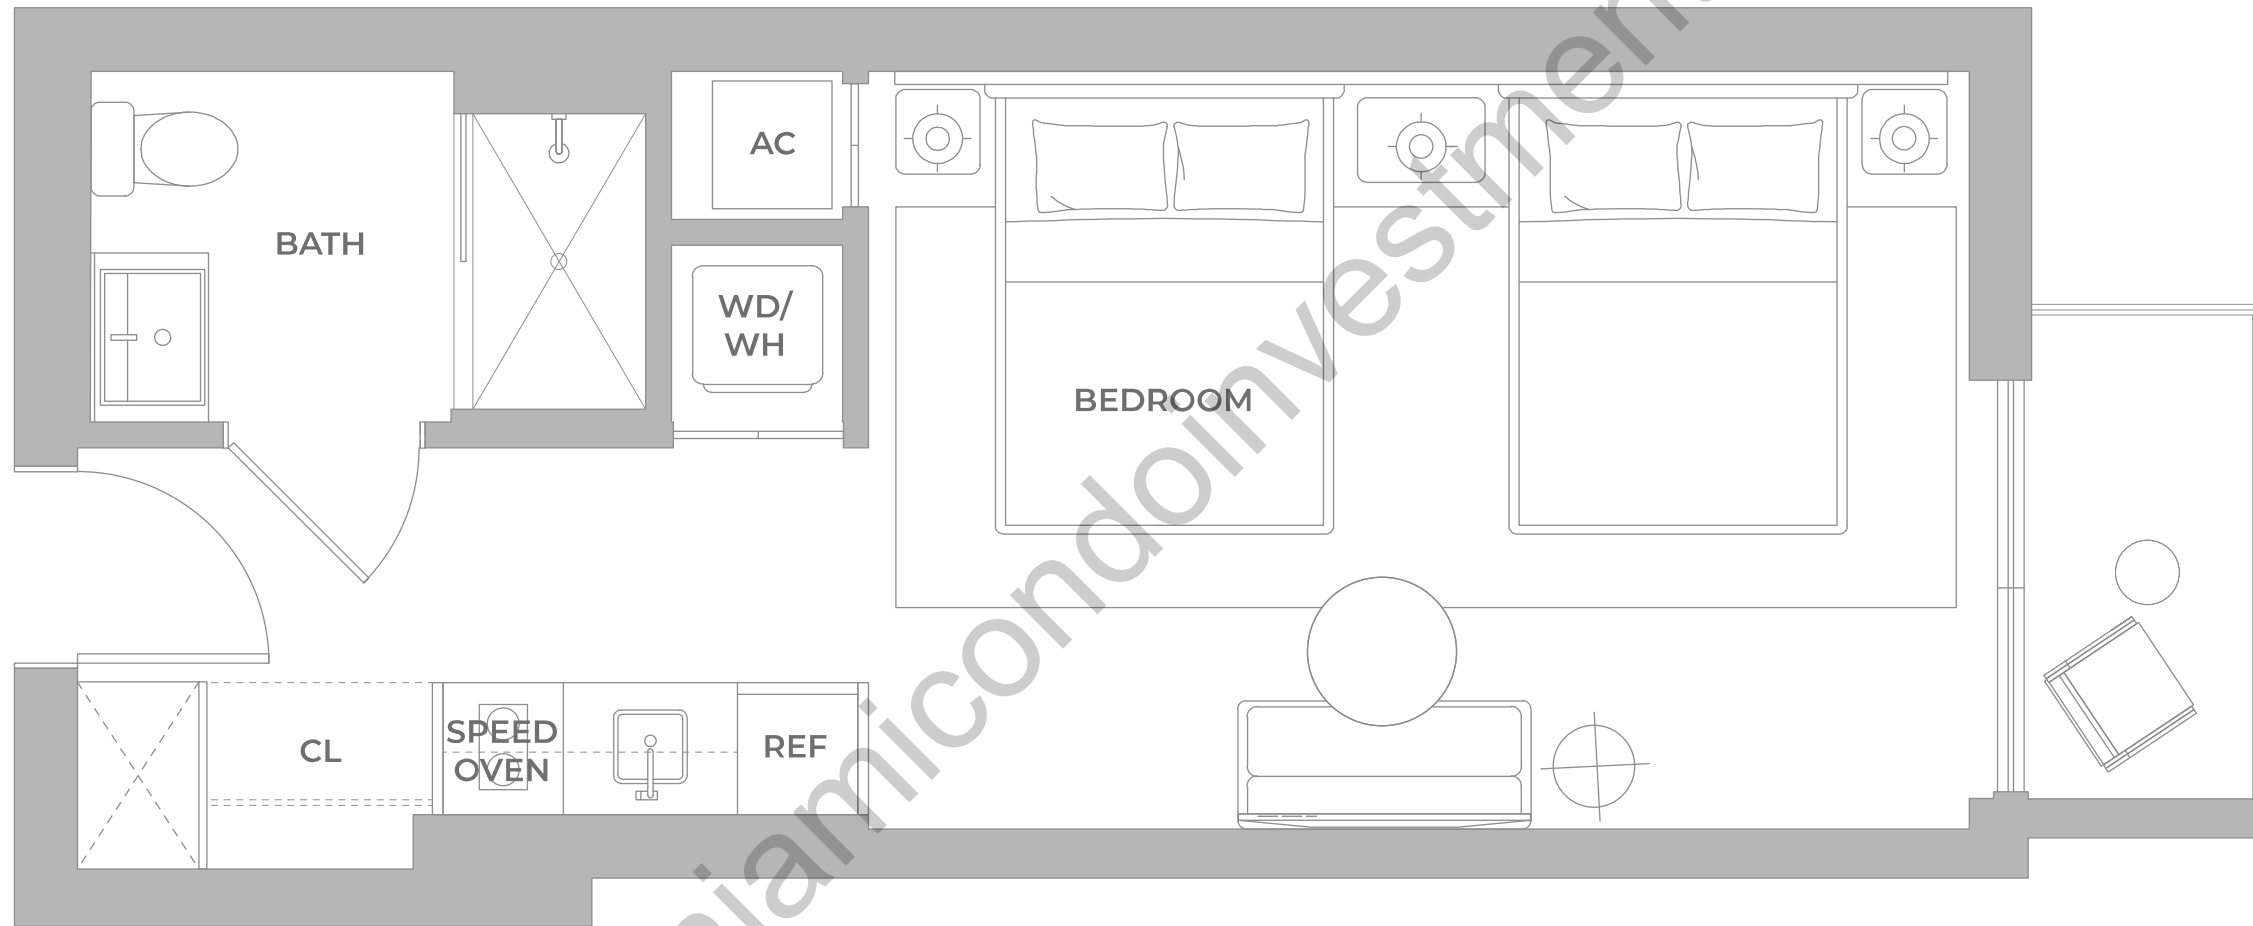 AC
BATH
WD/
WH
BEDROOM
SPEED
OVEN
CL
REF
miamicondoinvestment